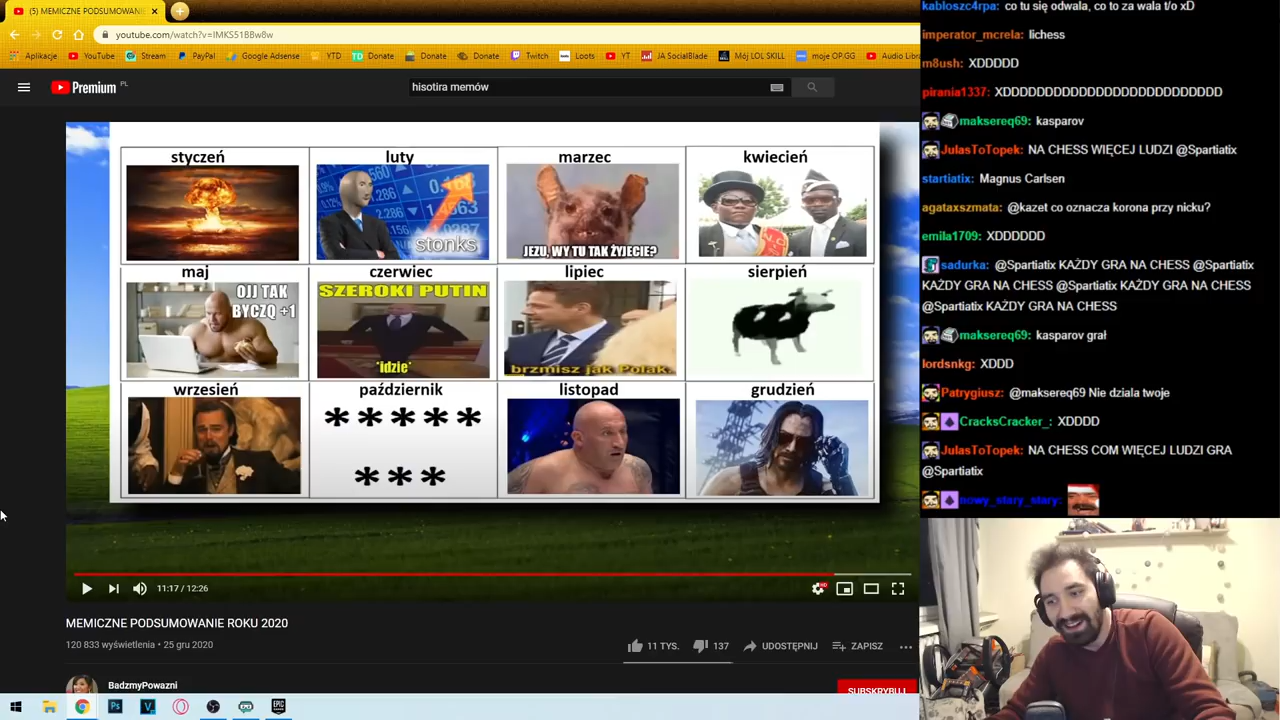 (5) MEMICZNE PODSUMOWANIE
youtube.com/watch?v=IMKS51B8w8w
Aplikacje YouTube Stream PayPal Google Adsense YTD Donate Donate Donate Twitch Loots YT JA SocialBlade Mój LOL SKILL moje OP.GG Audio Libr
Premium PL
hisotira memów
styczeń luty marzec kwiecień
stonks
JEZU, WY TU TAK ŻYJECIE?
maj czerwiec lipiec sierpień
OJJ TAK
BYCZQ +1
SZEROKI PUTIN
*idzie*
brzmisz jak Polak.
wrzesień październik listopad grudzień
*****
***
11:17 / 12:26
MEMICZNE PODSUMOWANIE ROKU 2020
120 833 wyświetlenia • 25 gru 2020
11 TYS. 137 UDOSTĘPNIJ ZAPISZ
BadzmyPowazni
SUBSKRYBUJ
kabloszc4rpa: co tu się odwala, co to za wala t/o xD
imperator_mcrela: lichess
m8ush: XDDDDD
pirania1337: XDDDDDDDDDDDDDDDDDDDDDDDDDD
maksereq69: kasparov
JulasToTopek: NA CHESS WIĘCEJ LUDZI @Spartiatix
startiatix: Magnus Carlsen
agataxszmata: @kazet co oznacza korona przy nicku?
emila1709: XDDDDDD
sadurka: @Spartiatix KAŻDY GRA NA CHESS @Spartiatix
KAŻDY GRA NA CHESS @Spartiatix KAŻDY GRA NA CHESS
@Spartiatix KAŻDY GRA NA CHESS
maksereq69: kasparov grał
lordsnkg: XDDD
Patrygiusz: @maksereq69 Nie dziala twoje
CracksCracker_: XDDDD
JulasToTopek: NA CHESS COM WIĘCEJ LUDZI GRA
@Spartiatix
nowy_stary_stary: